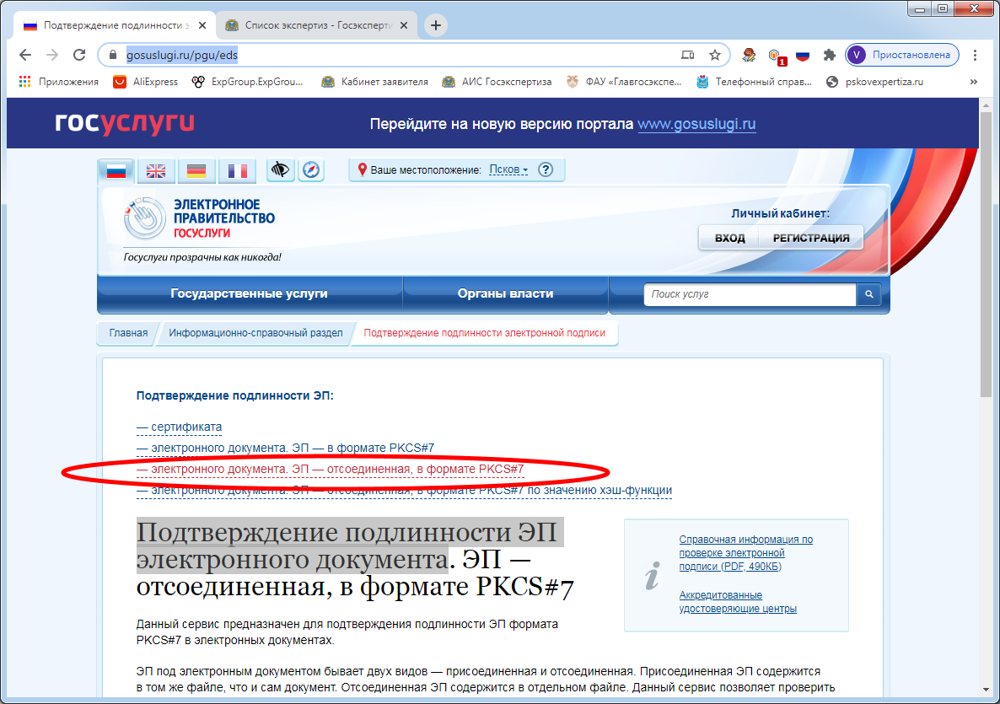 Подтверждение подлинности э
Список экспертиз - Госэксперти
gosuslugi.ru/pgu/eds
1
V
Приостановлена
Приложения
AliExpress
ExpGroup.ExpGrou...
Кабинет заявителя
АИС Госэкспертиза
ФАУ «Главгосэкспе...
Телефонный справ...
pskovexpertiza.ru
»
госуслуги
Перейдите на новую версию портала www.gosuslugi.ru
Ваше местоположение: Псков
?
ЭЛЕКТРОННОЕ
ПРАВИТЕЛЬСТВО
ГОСУСЛУГИ
Госуслуги прозрачны как никогда!
Личный кабинет:
ВХОД
РЕГИСТРАЦИЯ
Государственные услуги
Органы власти
Поиск услуг
Главная
Информационно-справочный раздел
Подтверждение подлинности электронной подписи
Подтверждение подлинности ЭП:
— сертификата
— электронного документа. ЭП — в формате PKCS#7
— электронного документа. ЭП — отсоединенная, в формате PKCS#7
— электронного документа. ЭП — отсоединенная, в формате PKCS#7 по значению хэш-функции
Подтверждение подлинности ЭП
электронного документа. ЭП —
отсоединенная, в формате PKCS#7
Справочная информация по
проверке электронной
подписи (PDF, 490КБ)
Аккредитованные
удостоверяющие центры
Данный сервис предназначен для подтверждения подлинности ЭП формата
PKCS#7 в электронных документах.
ЭП под электронным документом бывает двух видов — присоединенная и отсоединенная. Присоединенная ЭП содержится
в том же файле, что и сам документ. Отсоединенная ЭП содержится в отдельном файле. Данный сервис позволяет проверить